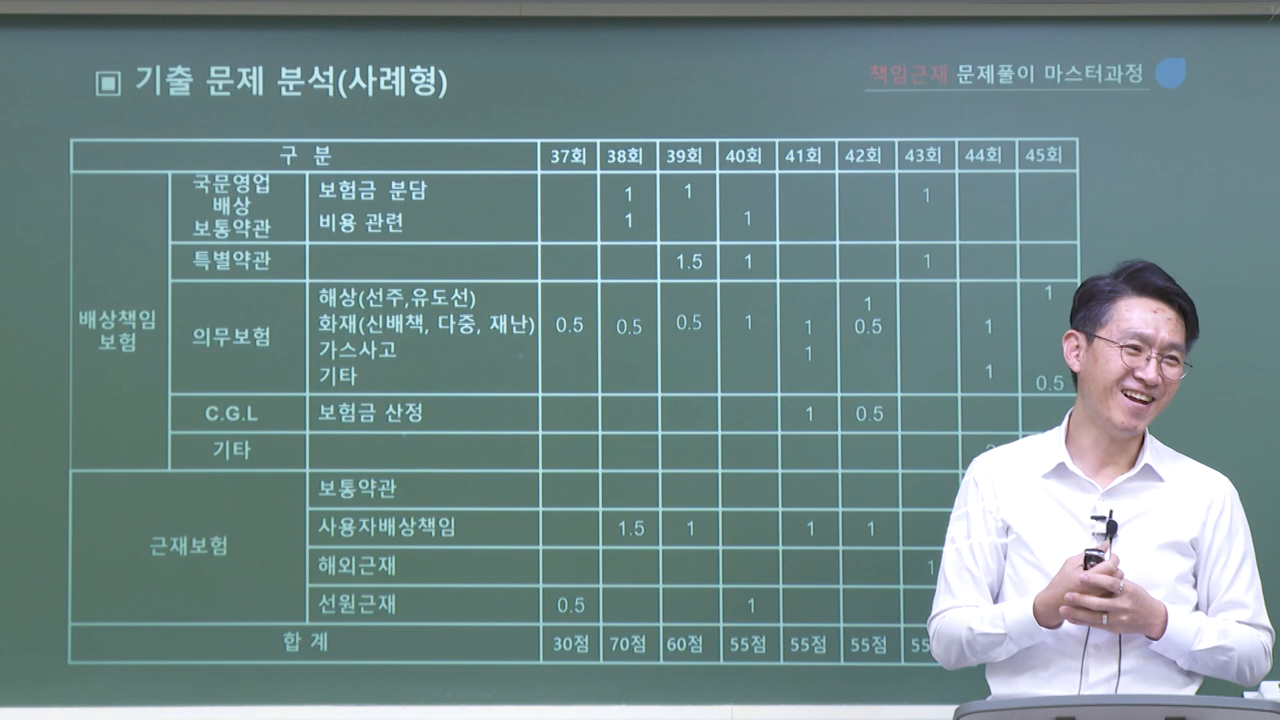 ▣ 기출 문제 분석(사례형)
책임근재 문제풀이 마스터과정
구 분 37회 38회 39회 40회 41회 42회 43회 44회 45회
배상책임
보험
국문영업
배상
보통약관
보험금 분담 1 1 1
비용 관련 1 1
특별약관 1.5 1 1
의무보험
해상(선주,유도선) 1 1
화재(신배책, 다중, 재난) 0.5 0.5 0.5 1 1 0.5 1
가스사고 1
기타 1 0.5
C.G.L 보험금 산정 1 0.5
기타
근재보험
보통약관
사용자배상책임 1.5 1 1 1
해외근재 1
선원근재 0.5 1
합 계 30점 70점 60점 55점 55점 55점 55